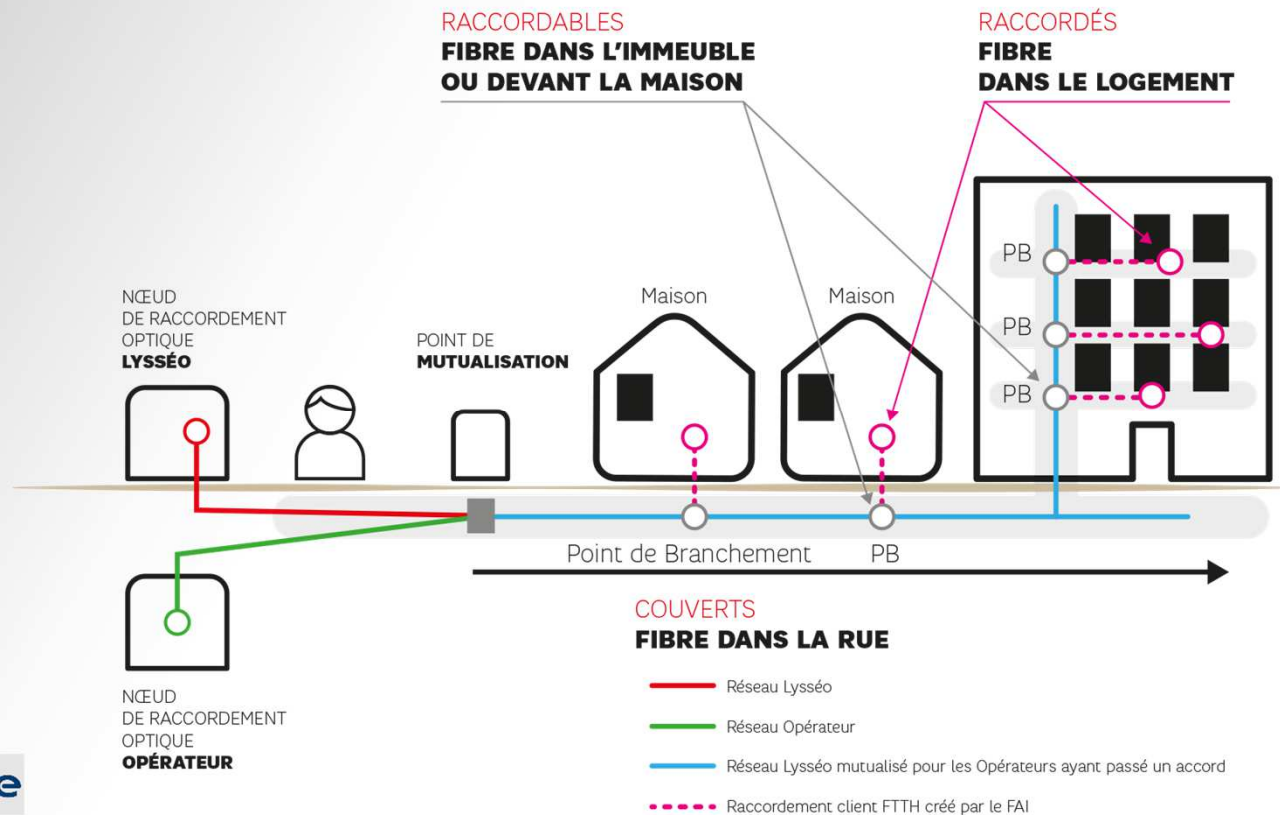 RACCORDABLES
FIBRE DANS L'IMMEUBLE
OU DEVANT LA MAISON
RACCORDÉS
FIBRE
DANS LE LOGEMENT
NŒUD
DE RACCORDEMENT
OPTIQUE
LYSSÉO
POINT DE
MUTUALISATION
Maison
Maison
PB
PB
PB
Point de Branchement
PB
NŒUD
DE RACCORDEMENT
OPTIQUE
OPÉRATEUR
COUVERTS
FIBRE DANS LA RUE
Réseau Lysséo
Réseau Opérateur
Réseau Lysséo mutualisé pour les Opérateurs ayant passé un accord
Raccordement client FTTH créé par le FAI
e